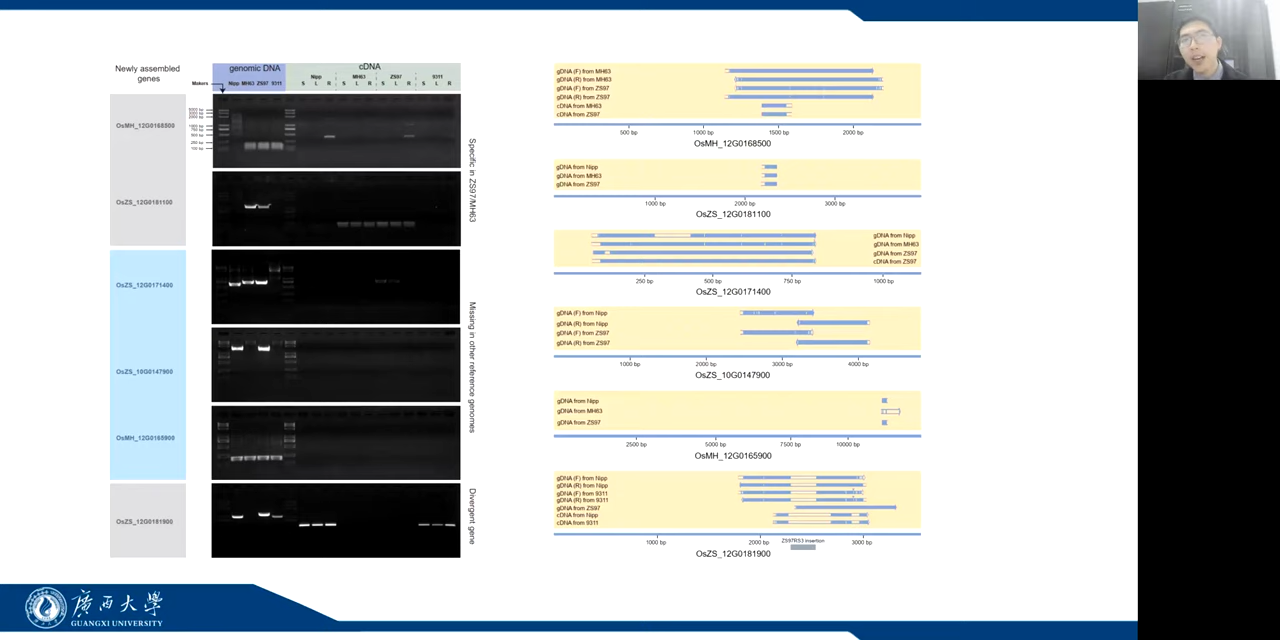 Newly assembled
genes
genomic DNA
cDNA
Makers
Nipp MH63 ZS97 9311
Nipp MH63 ZS97 9311
S L R S L R S L R S L R
OsMH_12G0168500
OsZS_12G0181100
OsZS_12G0171400
OsZS_10G0147900
OsMH_12G0165900
OsZS_12G0181900
1000 bp
750 bp
500 bp
250 bp
100 bp
Specific in ZS97/MH63
Missing in other reference genomes
Divergent gene
gDNA (F) from MH63
gDNA (R) from MH63
gDNA (F) from ZS97
gDNA (R) from ZS97
cDNA from MH63
cDNA from ZS97
500 bp 1000 bp 1500 bp 2000 bp
OsMH_12G0168500
gDNA from Nipp
gDNA from MH63
gDNA from ZS97
1000 bp 2000 bp 3000 bp
OsZS_12G0181100
gDNA from Nipp
gDNA from MH63
gDNA from ZS97
cDNA from ZS97
250 bp 500 bp 750 bp 1000 bp
OsZS_12G0171400
gDNA (F) from Nipp
gDNA (R) from Nipp
gDNA (F) from ZS97
gDNA (R) from ZS97
1000 bp 2000 bp 3000 bp 4000 bp
OsZS_10G0147900
gDNA from Nipp
gDNA from MH63
gDNA from ZS97
2500 bp 5000 bp 7500 bp 10000 bp
OsMH_12G0165900
gDNA (F) from Nipp
gDNA (R) from Nipp
gDNA (F) from 9311
gDNA (R) from 9311
gDNA from ZS97
cDNA from Nipp
cDNA from 9311
1000 bp 2000 bp 3000 bp
ZS97RS3 insertion
OsZS_12G0181900
廣西大學
GUANGXI UNIVERSITY